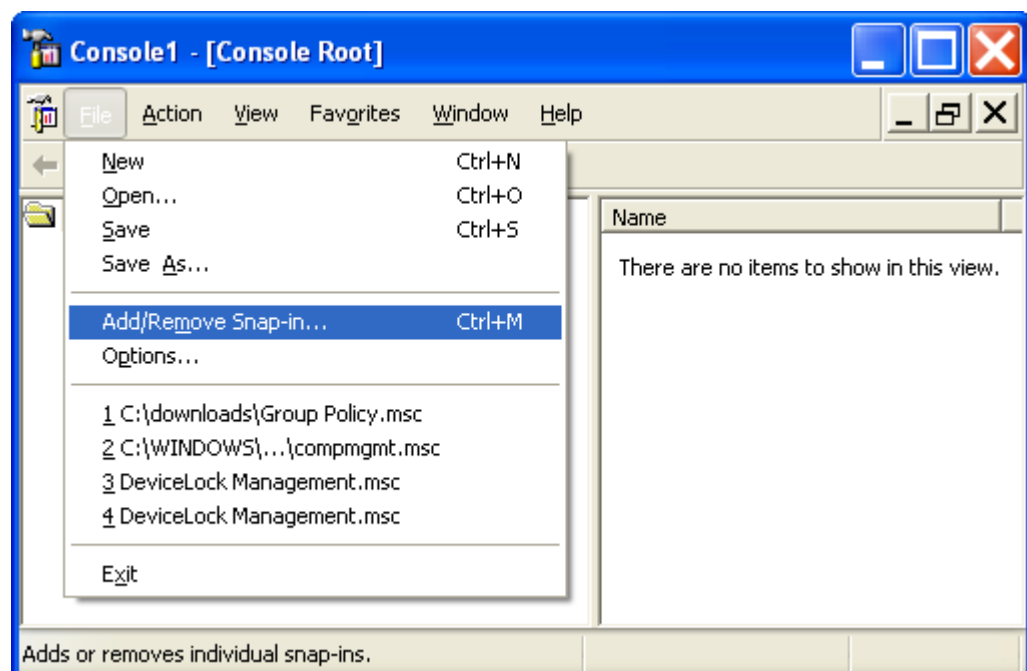 Console1 - [Console Root]
File Action View Favorites Window Help
New Ctrl+N
Open... Ctrl+O
Save Ctrl+S
Save As...
Add/Remove Snap-in... Ctrl+M
Options...
1 C:\downloads\Group Policy.msc
2 C:\WINDOWS\...\compmgmt.msc
3 DeviceLock Management.msc
4 DeviceLock Management.msc
Exit
Name
There are no items to show in this view.
Adds or removes individual snap-ins.